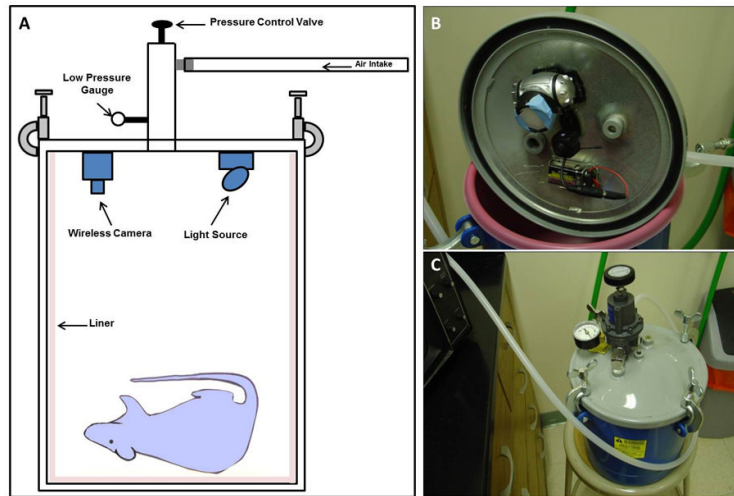 A
Pressure Control Valve
Air Intake
Low Pressure
Gauge
Wireless Camera
Light Source
Liner
B
C